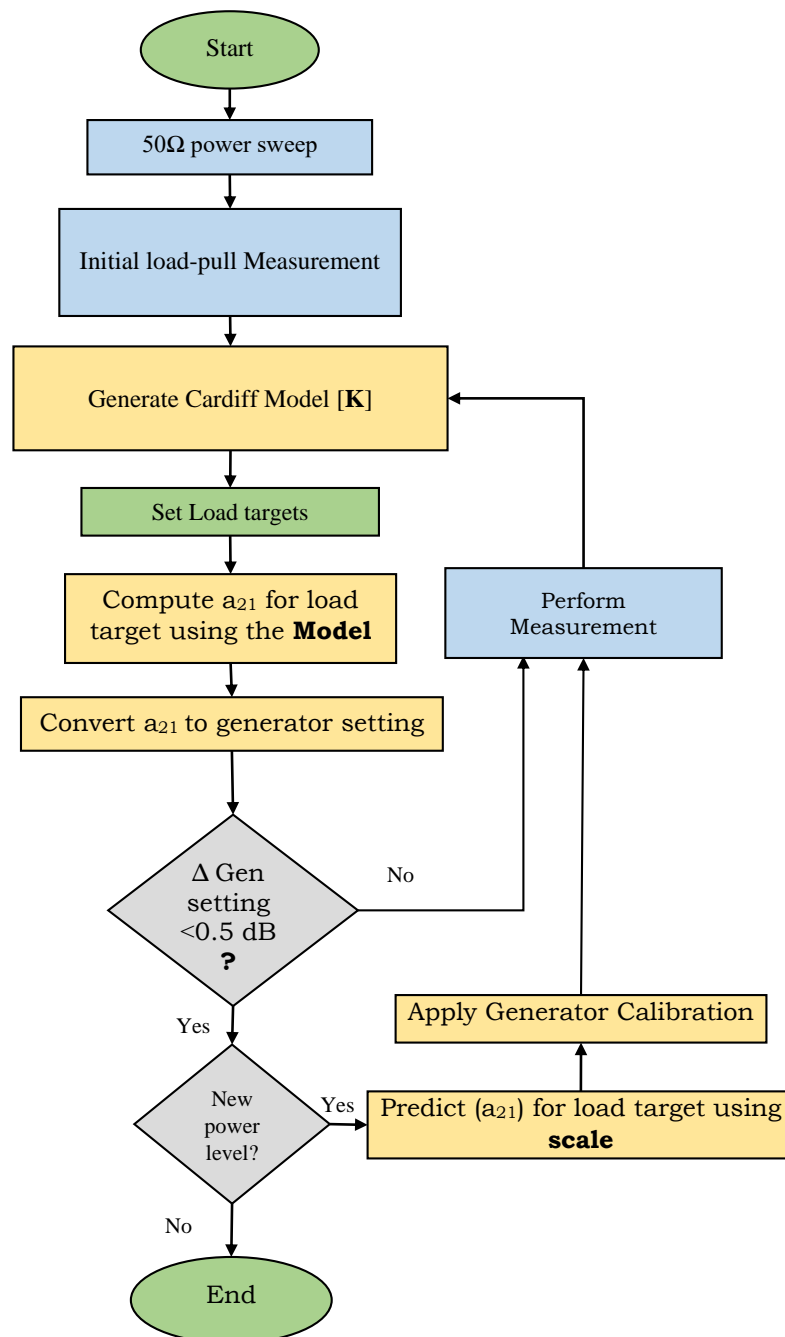 Start
50Ω power sweep
Initial load-pull Measurement
Generate Cardiff Model [K]
Set Load targets
Compute a₂₁ for load
target using the Model
Perform
Measurement
Convert a₂₁ to generator setting
Δ Gen
setting
<0.5 dB
?
No
Yes
Apply Generator Calibration
New
power
level?
Yes
Predict (a₂₁) for load target using
scale
No
End